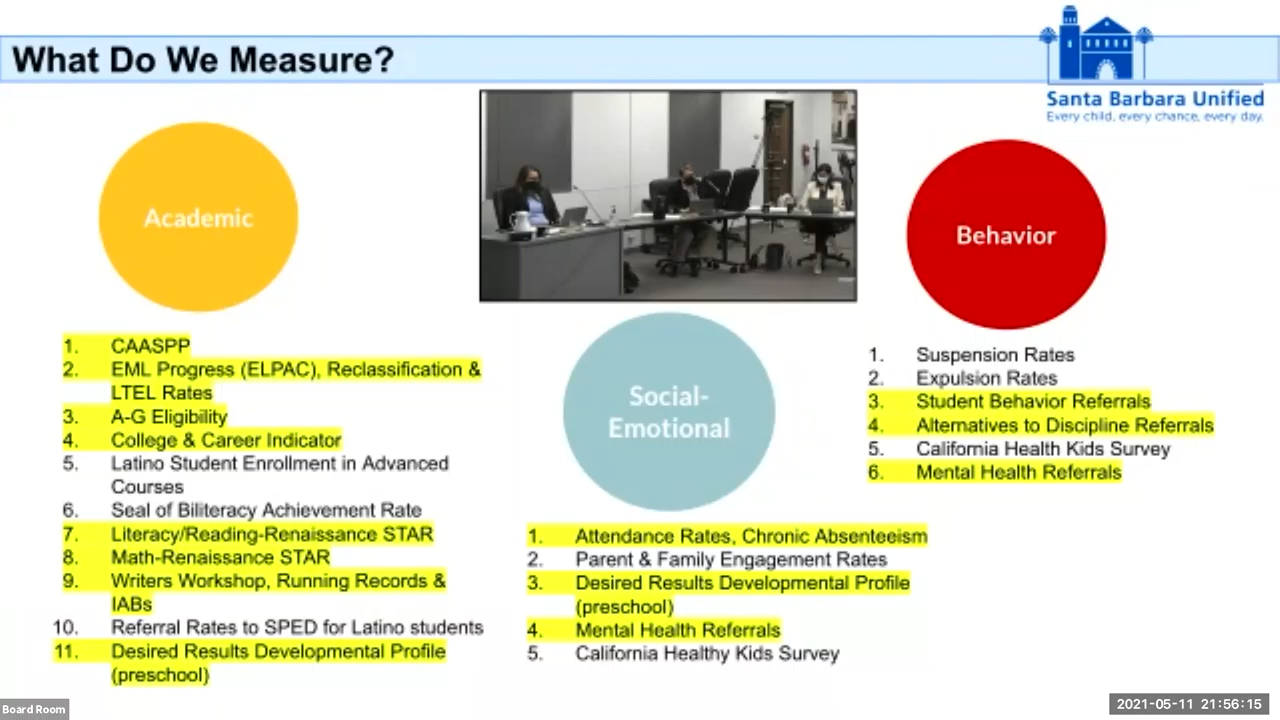 What Do We Measure?
Santa Barbara Unified
Every child, every chance, every day.
Academic
1. CAASPP
2. EML Progress (ELPAC), Reclassification &
LTEL Rates
3. A-G Eligibility
4. College & Career Indicator
5. Latino Student Enrollment in Advanced
Courses
6. Seal of Biliteracy Achievement Rate
7. Literacy/Reading-Renaissance STAR
8. Math-Renaissance STAR
9. Writers Workshop, Running Records &
IABs
10. Referral Rates to SPED for Latino students
11. Desired Results Developmental Profile
(preschool)
Social-
Emotional
1. Attendance Rates, Chronic Absenteeism
2. Parent & Family Engagement Rates
3. Desired Results Developmental Profile
(preschool)
4. Mental Health Referrals
5. California Healthy Kids Survey
Behavior
1. Suspension Rates
2. Expulsion Rates
3. Student Behavior Referrals
4. Alternatives to Discipline Referrals
5. California Health Kids Survey
6. Mental Health Referrals
Board Room
2021-05-11 21:56:15